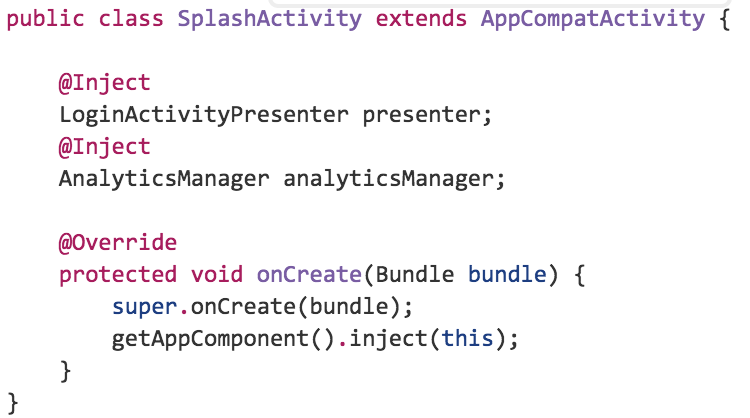 public class SplashActivity extends AppCompatActivity {
@Inject
LoginActivityPresenter presenter;
@Inject
AnalyticsManager analyticsManager;
@Override
protected void onCreate(Bundle bundle) {
super.onCreate(bundle);
getAppComponent().inject(this);
}
}